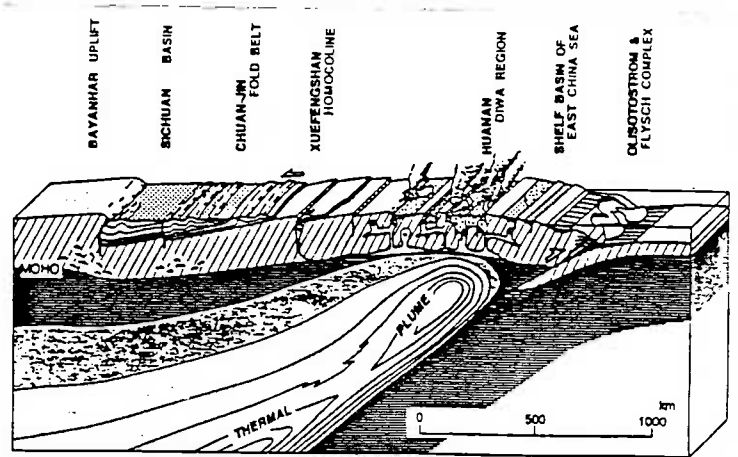 BAYANHAR UPLIFT
SICHUAN BASIN
CHUAN-JIN
FOLD BELT
XUEFENGSHAN
HOMOCOLINE
HUAMAN
DIWA REGION
SHELF BASIN OF
EAST CHINA SEA
OLISOTOSTROM &
FLYSCH COMPLEX
MOHO
PLUME
THERMAL
km
0 500 1000